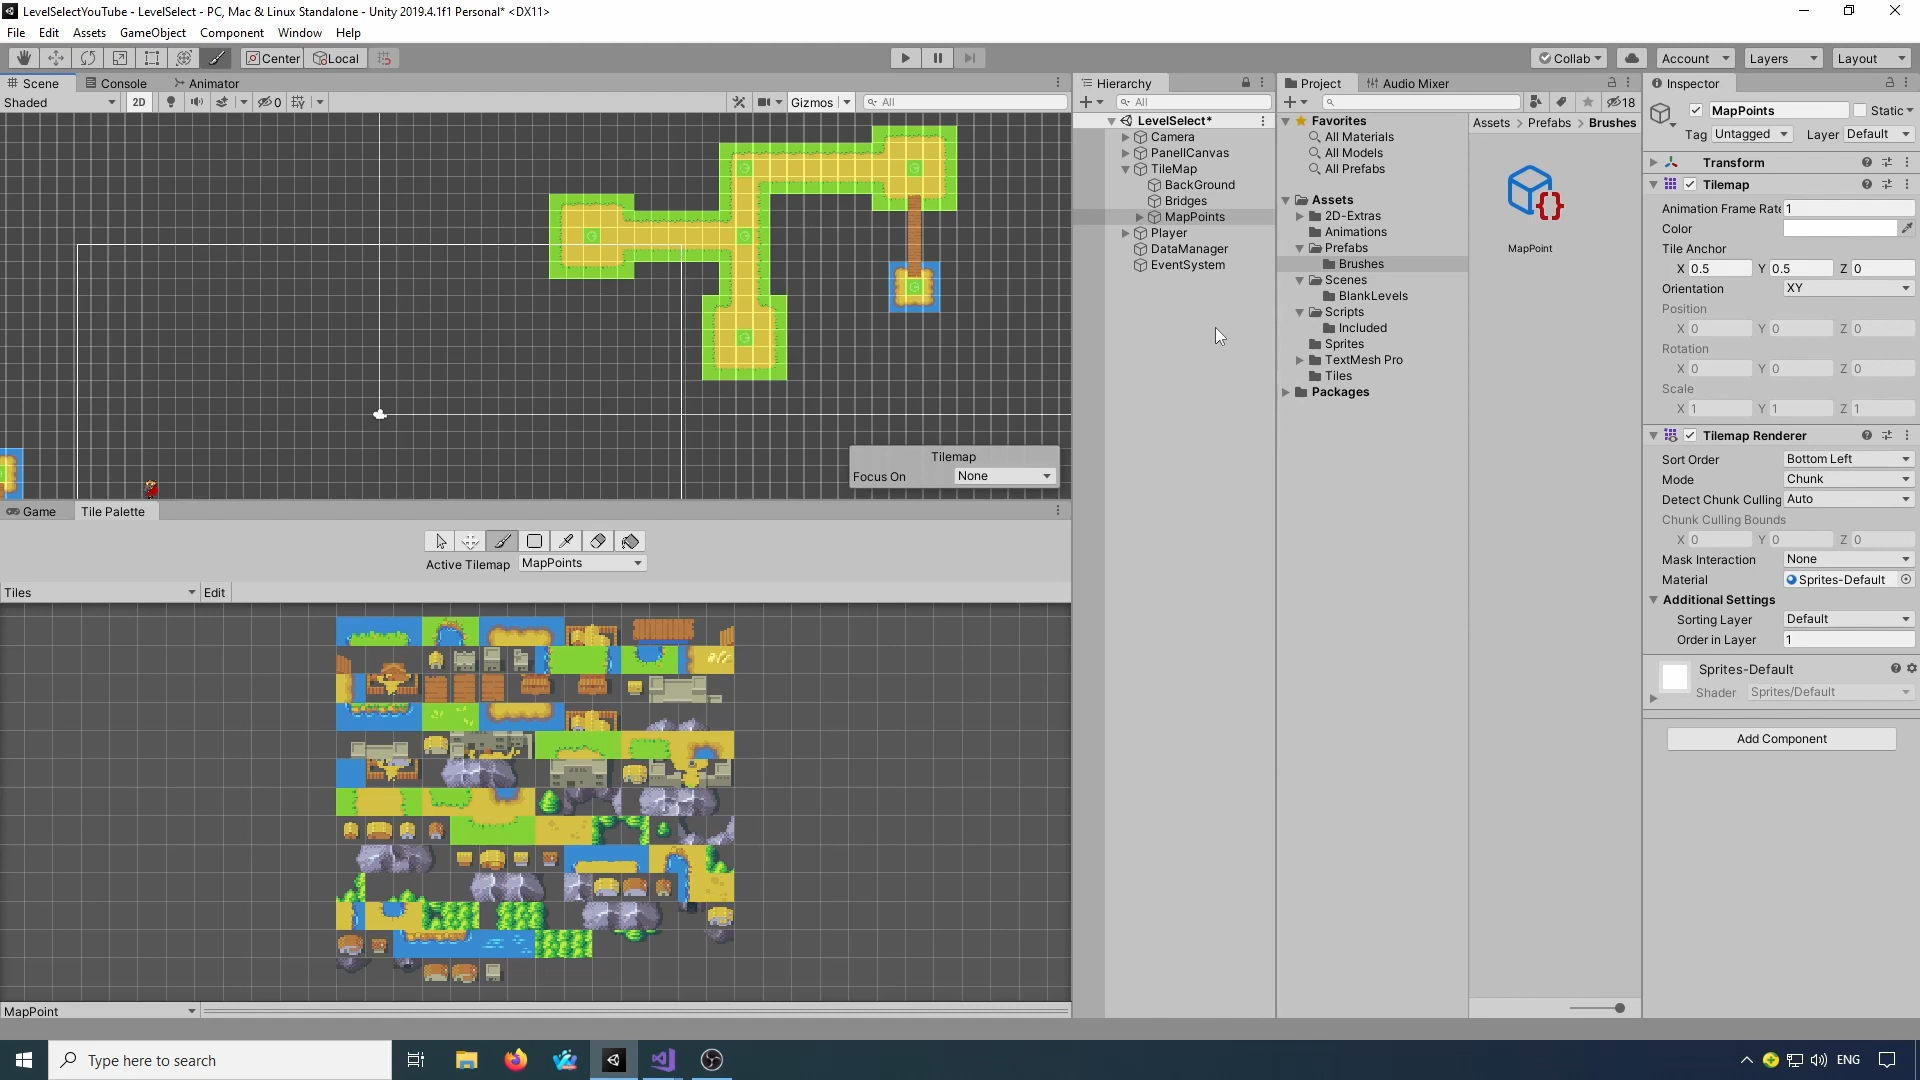 LevelSelectYouTube - LevelSelect - PC, Mac & Linux Standalone - Unity 2019.4.1f1 Personal* <DX11>
File Edit Assets GameObject Component Window Help
Center Local Collab Account Layers Layout
Scene Console Animator
Shaded 2D 0 Gizmos All
Tilemap
Focus On None
Game Tile Palette
Active Tilemap MapPoints
Tiles Edit
MapPoint
Hierarchy
All
LevelSelect*
Camera
PanelCanvas
TileMap
BackGround
Bridges
MapPoints
Player
DataManager
EventSystem
Project Audio Mixer
18
Favorites
All Materials
All Models
All Prefabs
Assets
2D-Extras
Animations
Prefabs
Brushes
Scenes
BlankLevels
Scripts
Included
Sprites
TextMesh Pro
Tiles
Packages
Assets > Prefabs > Brushes
MapPoint
Inspector
MapPoints Static
Tag Untagged Layer Default
Transform
Tilemap
Animation Frame Rate 1
Color
Tile Anchor
X 0.5 Y 0.5 Z 0
Orientation XY
Position
X 0 Y 0 Z 0
Rotation
X 0 Y 0 Z 0
Scale
X 1 Y 1 Z 1
Tilemap Renderer
Sort Order Bottom Left
Mode Chunk
Detect Chunk Culling Auto
Chunk Culling Bounds
X 0 Y 0 Z 0
Mask Interaction None
Material Sprites-Default
Additional Settings
Sorting Layer Default
Order in Layer 1
Sprites-Default
Shader Sprites/Default
Add Component
Type here to search
ENG